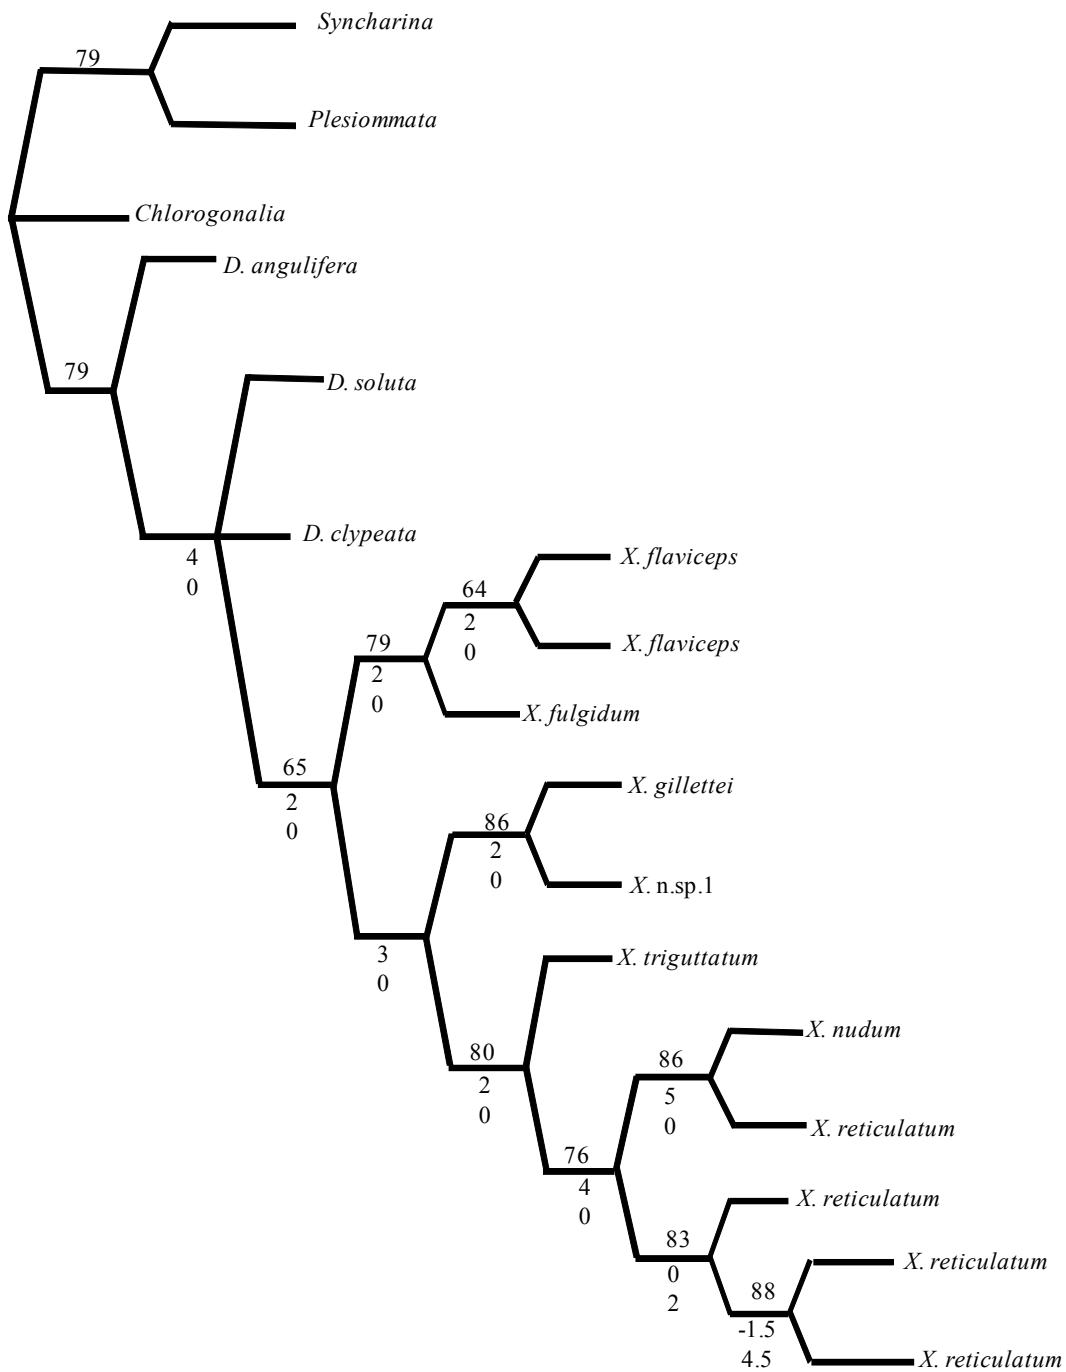 Syncharina
79
Plesiommata
Chlorogonalia
D. angulifera
79
D. soluta
D. clypeata
4
0
X. flaviceps
64
2
0
X. flaviceps
79
2
0
X. fulgidum
65
2
0
X. gillettei
86
2
0
X. n.sp.1
3
0
X. triguttatum
80
2
0
X. nudum
86
5
0
X. reticulatum
76
4
0
X. reticulatum
83
0
2
X. reticulatum
88
-1.5
4.5
X. reticulatum